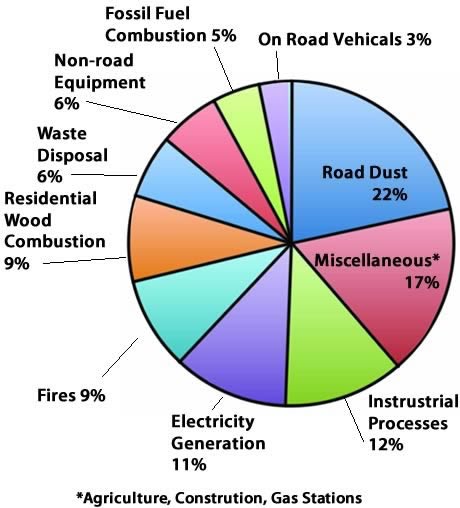 Fossil Fuel
Combustion 5%
On Road Vehicals 3%
Non-road
Equipment
6%
Waste
Disposal
6%
Residential
Wood
Combustion
9%
Fires 9%
Electricity
Generation
11%
Instrustrial
Processes
12%
Miscellaneous*
17%
Road Dust
22%
*Agriculture, Constrution, Gas Stations